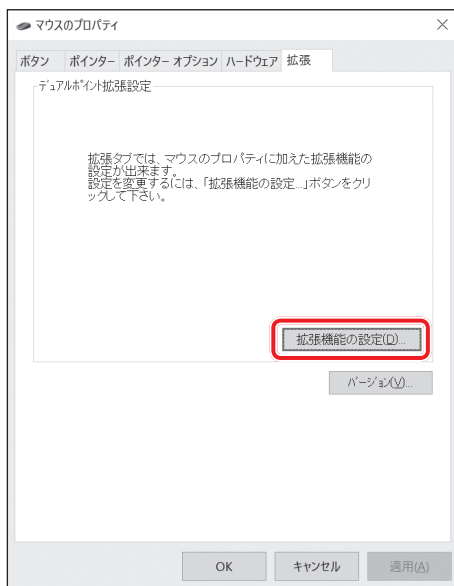 マウスのプロパティ
ボタン ポインター ポインター オプション ハードウェア 拡張
デュアルポイント拡張設定
拡張タブでは、マウスのプロパティに加えた拡張機能の
設定が出来ます。
設定を変更するには、「拡張機能の設定...」ボタンをクリ
ックして下さい。
拡張機能の設定(D)...
バージョン(V)...
OK キャンセル 適用(A)